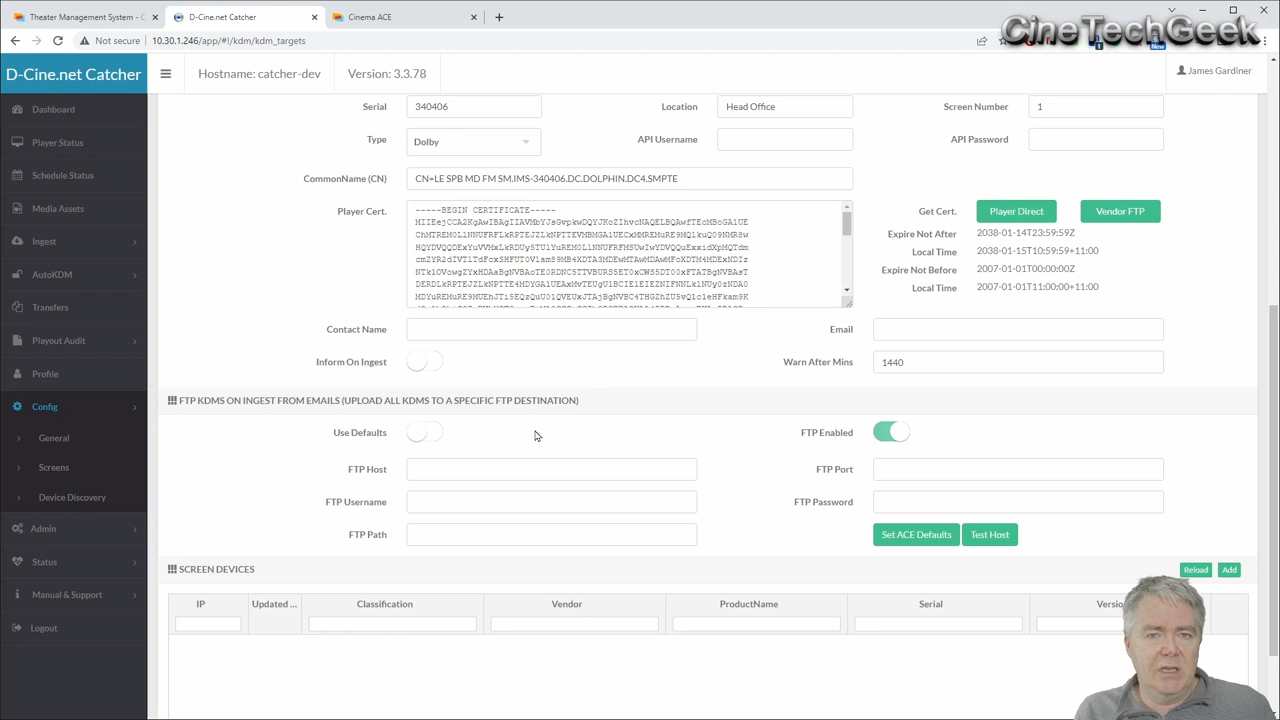 Theater Management System - C
D-Cine.net Catcher
Cinema ACE
CineTechGeek
Not secure
10.30.1.246/app/#!/kdm/kdm_targets
New
D-Cine.net Catcher
Hostname: catcher-dev
Version: 3.3.78
James Gardiner
Dashboard
Player Status
Schedule Status
Media Assets
Ingest
AutoKDM
Transfers
Playout Audit
Profile
Config
General
Screens
Device Discovery
Admin
Status
Manual & Support
Logout
Serial
340406
Location
Head Office
Screen Number
1
Type
Dolby
API Username
API Password
CommonName (CN)
CN=LE SPB MD FM SM.IMS-340406.DC.DOLPHIN.DC4.SMPTE
Player Cert.
-----BEGIN CERTIFICATE-----
Get Cert.
Player Direct
Vendor FTP
Expire Not After
2038-01-14T23:59:59Z
Local Time
2038-01-15T10:59:59+11:00
Expire Not Before
2007-01-01T00:00:00Z
Local Time
2007-01-01T11:00:00+11:00
Contact Name
Email
Inform On Ingest
Warn After Mins
1440
FTP KDMS ON INGEST FROM EMAILS (UPLOAD ALL KDMS TO A SPECIFIC FTP DESTINATION)
Use Defaults
FTP Enabled
FTP Host
FTP Port
FTP Username
FTP Password
FTP Path
Set ACE Defaults
Test Host
SCREEN DEVICES
Reload
Add
IP
Updated ...
Classification
Vendor
ProductName
Serial